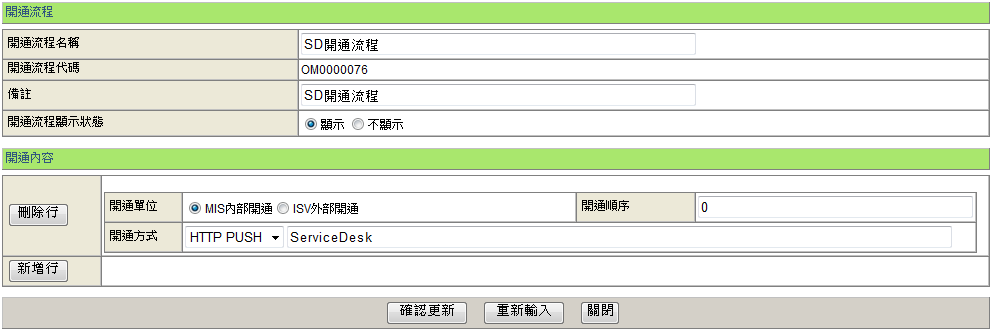 開通流程
開通流程名稱 SD開通流程
開通流程代碼 OM0000076
備註 SD開通流程
開通流程顯示狀態 顯示 不顯示
開通內容
刪除行
開通單位 MIS內部開通 ISV外部開通 開通順序 0
開通方式 HTTP PUSH ServiceDesk
新增行
確認更新 重新輸入 關閉